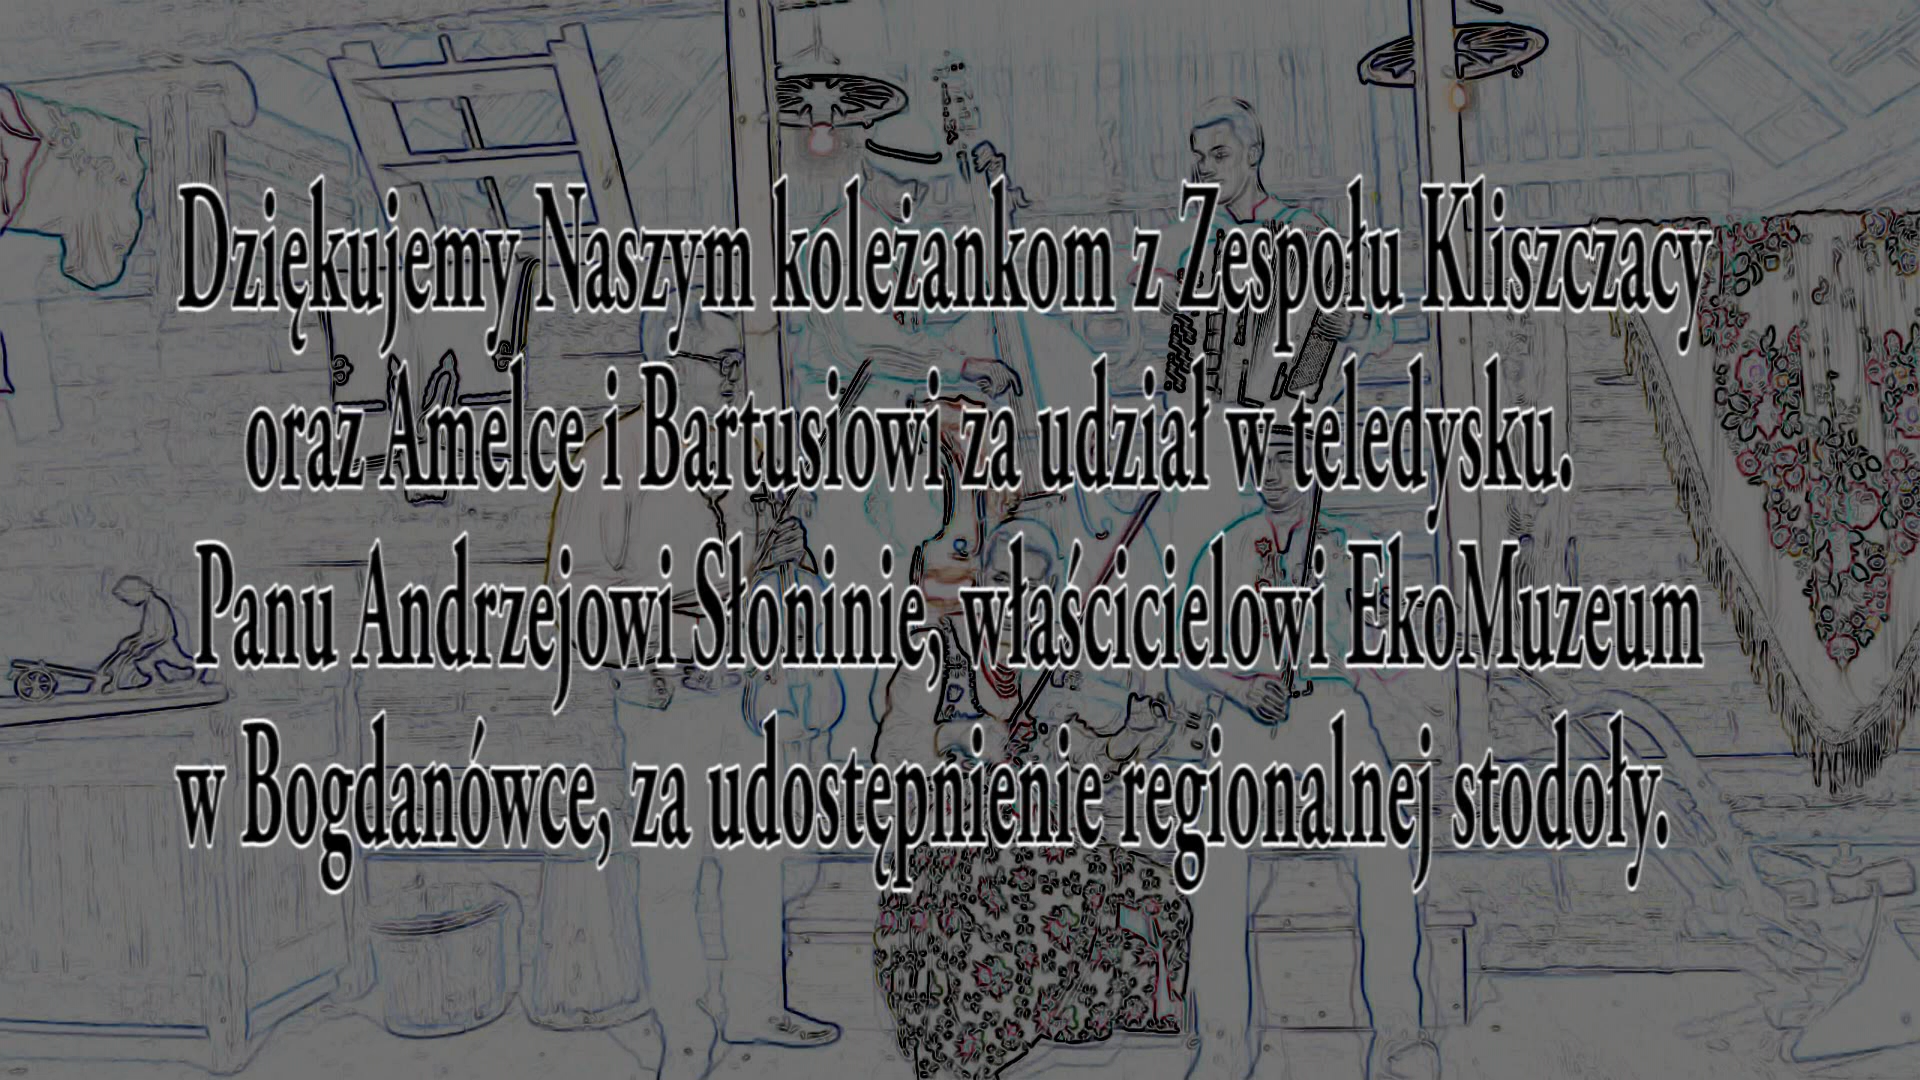 Dziękujemy Naszym koleżankom z Zespołu Kliszczacy
oraz Amelce i Bartusiowi za udział w teledysku.
Panu Andrzejowi Słoninie, właścicielowi EkoMuzeum
w Bogdanówce, za udostępnienie regionalnej stodoły.